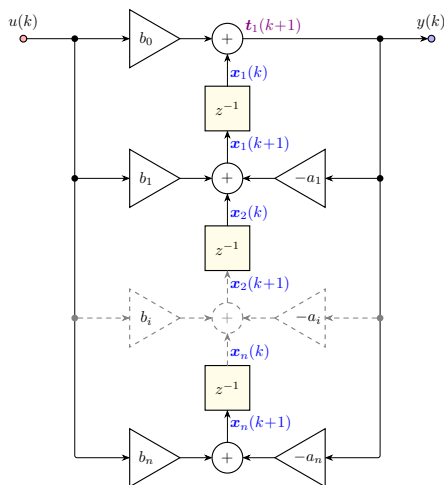 u(k) t₁(k+1) y(k)
b₀ +
x₁(k)
z⁻¹
x₁(k+1)
b₁ + −a₁
x₂(k)
z⁻¹
x₂(k+1)
bᵢ + −aᵢ
xₙ(k)
z⁻¹
xₙ(k+1)
bₙ + −aₙ